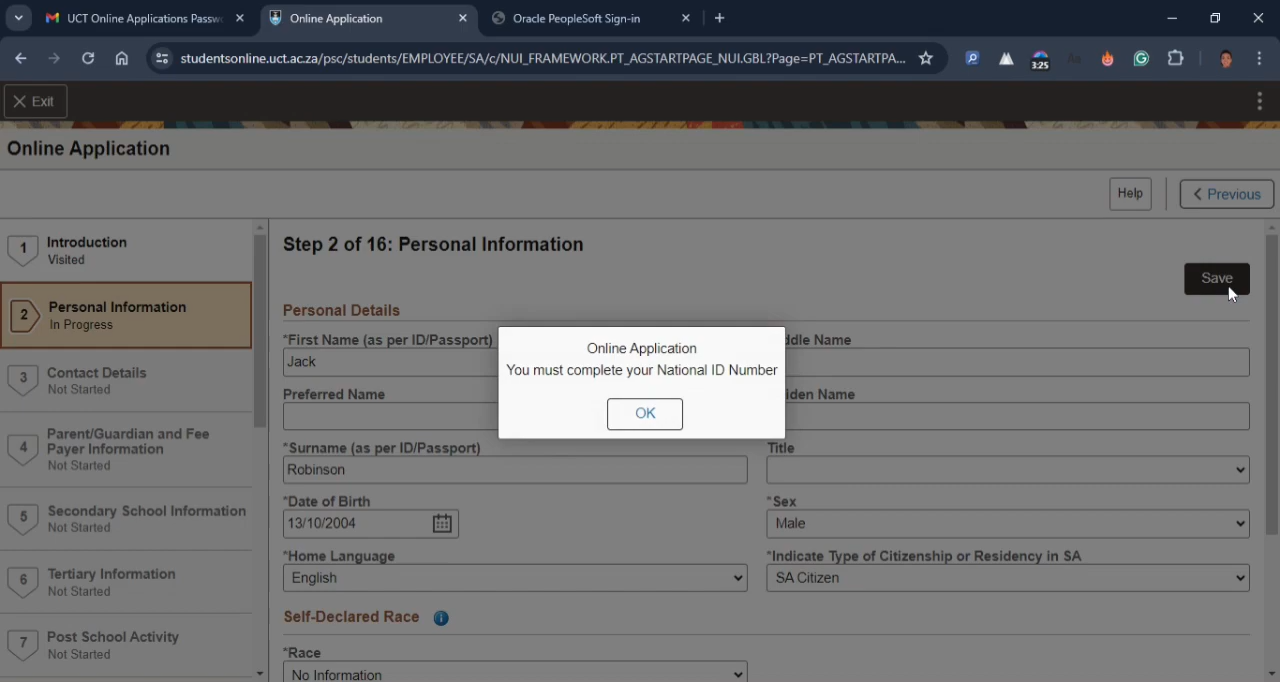 UCT Online Applications Passw
Online Application
Oracle PeopleSoft Sign-in
studentsonline.uct.ac.za/psc/students/EMPLOYEE/SA/c/NUI_FRAMEWORK.PT_AGSTARTPAGE_NUI.GBL?Page=PT_AGSTARTPA...
3:25
Exit
Online Application
Help
Previous
1
Introduction
Visited
2
Personal Information
In Progress
3
Contact Details
Not Started
4
Parent/Guardian and Fee
Payer Information
Not Started
5
Secondary School Information
Not Started
6
Tertiary Information
Not Started
7
Post School Activity
Not Started
Step 2 of 16: Personal Information
Save
Personal Details
*First Name (as per ID/Passport)
ddle Name
Jack
Preferred Name
iden Name
*Surname (as per ID/Passport)
Title
Robinson
*Date of Birth
*Sex
13/10/2004
Male
*Home Language
*Indicate Type of Citizenship or Residency in SA
English
SA Citizen
Self-Declared Race
*Race
No Information
Online Application
You must complete your National ID Number
OK